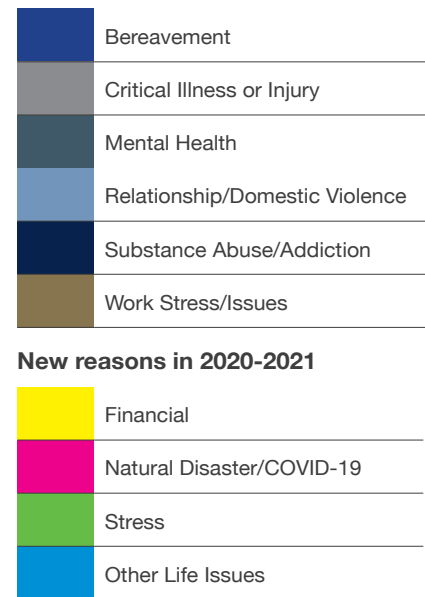 Bereavement
Critical Illness or Injury
Mental Health
Relationship/Domestic Violence
Substance Abuse/Addiction
Work Stress/Issues
New reasons in 2020-2021
Financial
Natural Disaster/COVID-19
Stress
Other Life Issues